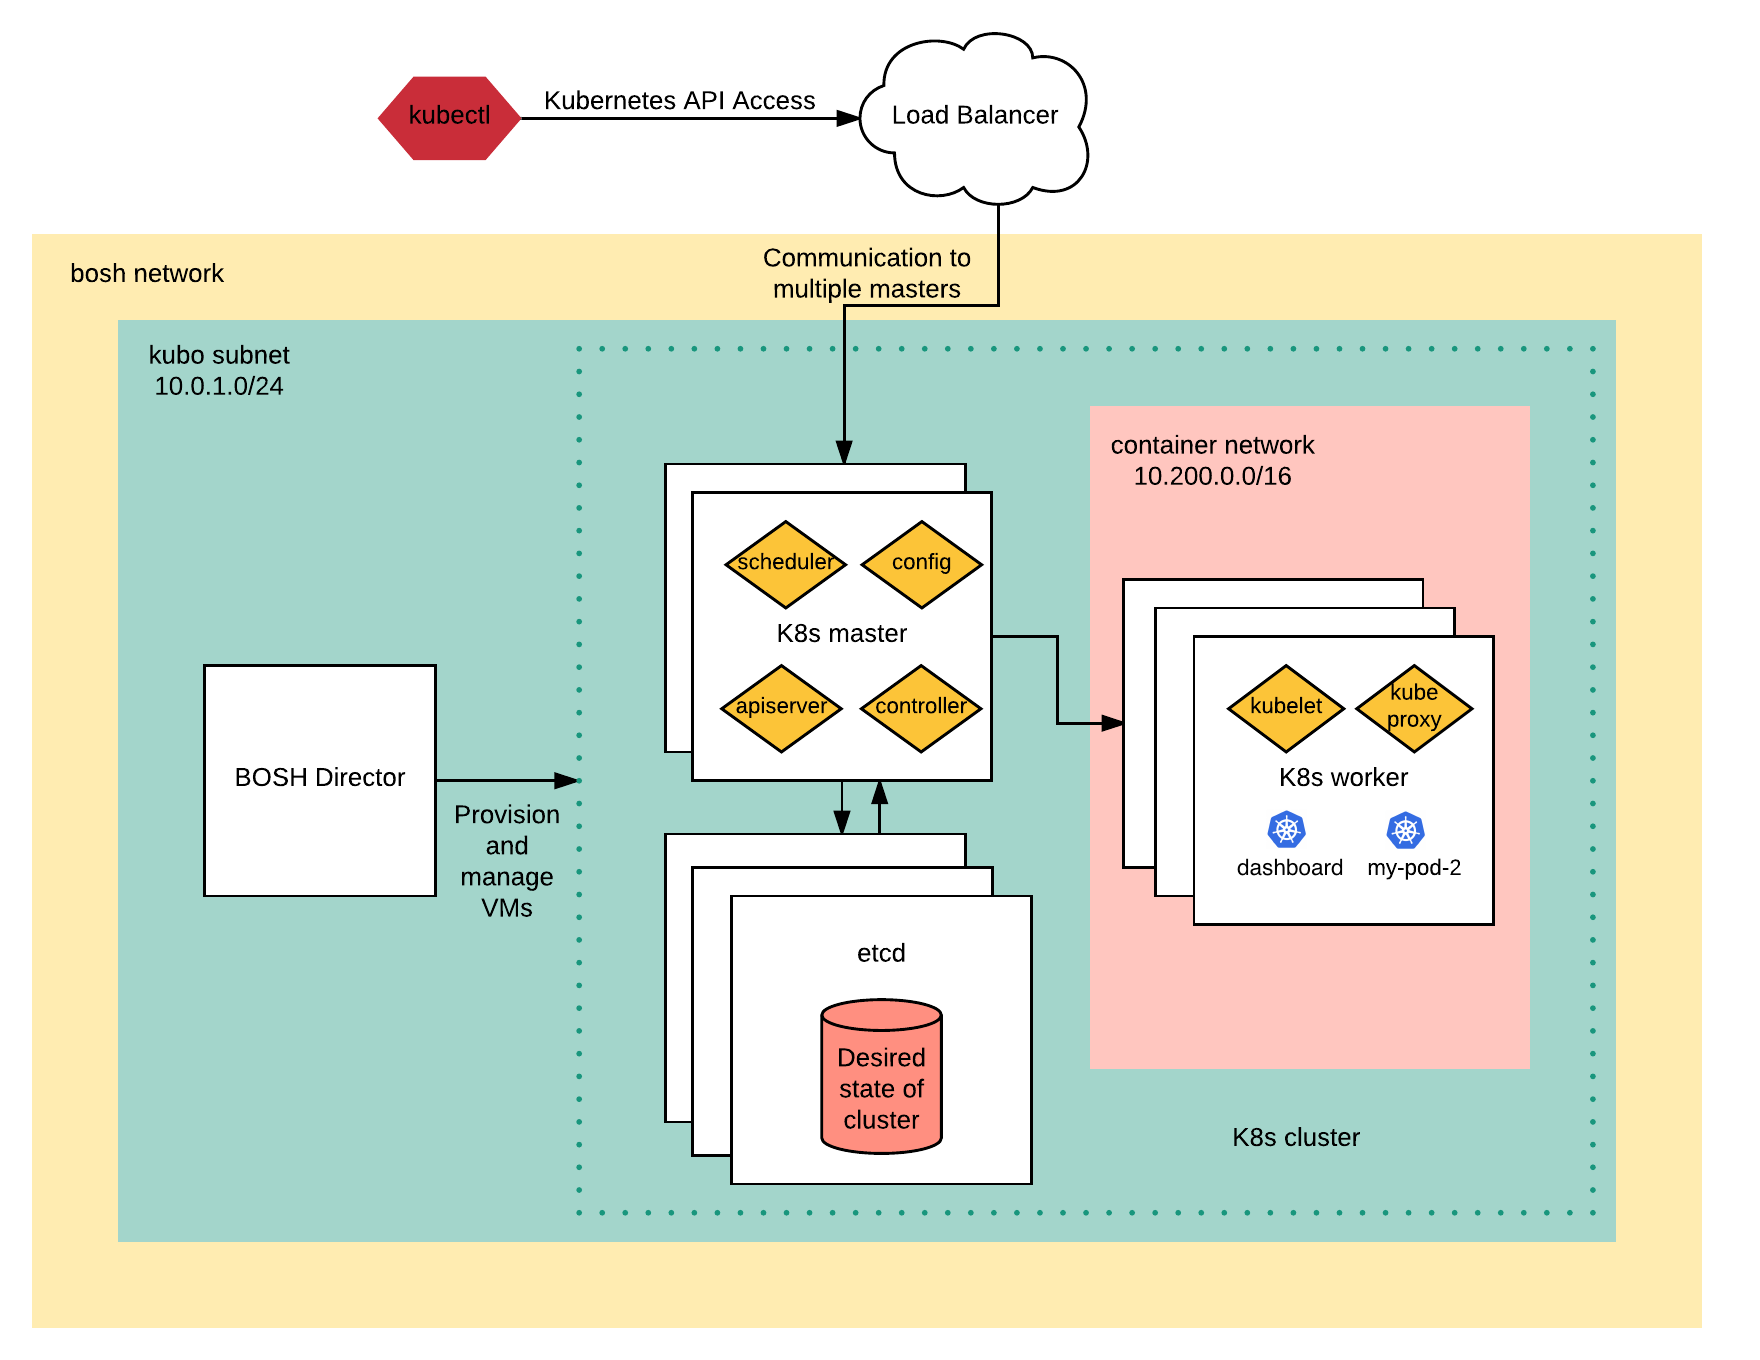 kubectl
Kubernetes API Access
Load Balancer
bosh network
Communication to
multiple masters
kubo subnet
10.0.1.0/24
container network
10.200.0.0/16
scheduler
config
K8s master
apiserver
controller
kubelet
kube
proxy
K8s worker
dashboard
my-pod-2
BOSH Director
Provision
and
manage
VMs
etcd
Desired
state of
cluster
K8s cluster